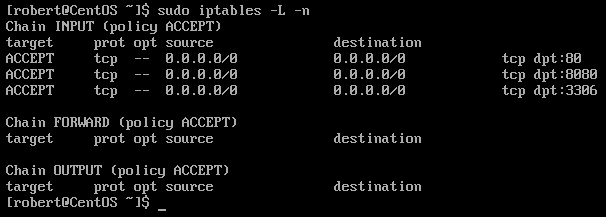 [robert@CentOS ~]$ sudo iptables -L -n
Chain INPUT (policy ACCEPT)
target     prot opt source               destination
ACCEPT     tcp  --  0.0.0.0/0            0.0.0.0/0            tcp dpt:80
ACCEPT     tcp  --  0.0.0.0/0            0.0.0.0/0            tcp dpt:8080
ACCEPT     tcp  --  0.0.0.0/0            0.0.0.0/0            tcp dpt:3306

Chain FORWARD (policy ACCEPT)
target     prot opt source               destination

Chain OUTPUT (policy ACCEPT)
target     prot opt source               destination
[robert@CentOS ~]$ _